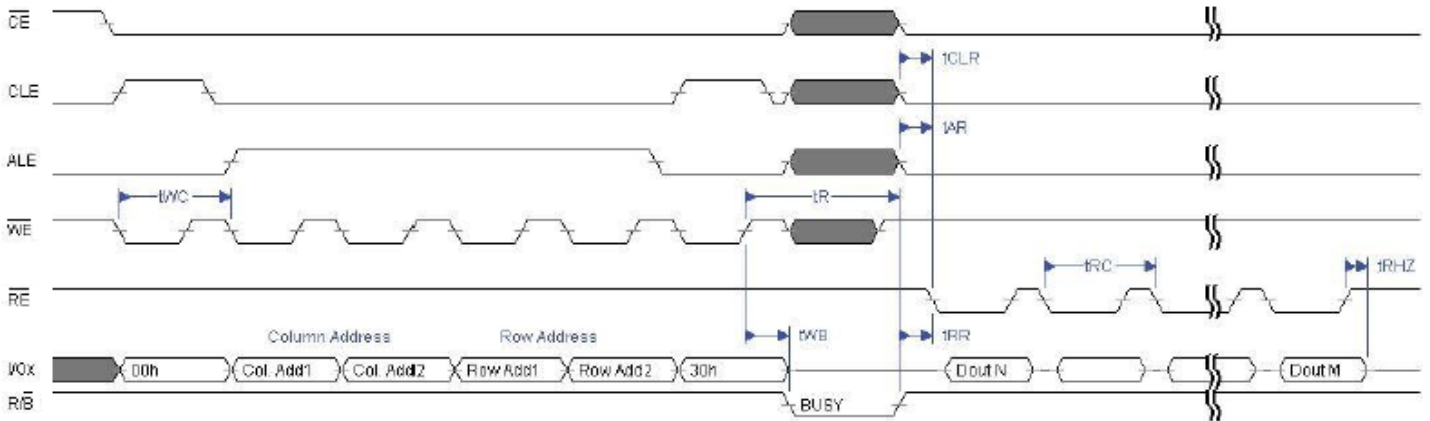 CE
tCLR
CLE
tAR
ALE
tWC
tR
WE
tRC
tRHZ
RE
Column Address
Row Address
tWB
tRR
I/Ox
00h
Col. Add1
Col. Add2
Row Add1
Row Add2
30h
Dout N
Dout M
R/B
BUSY